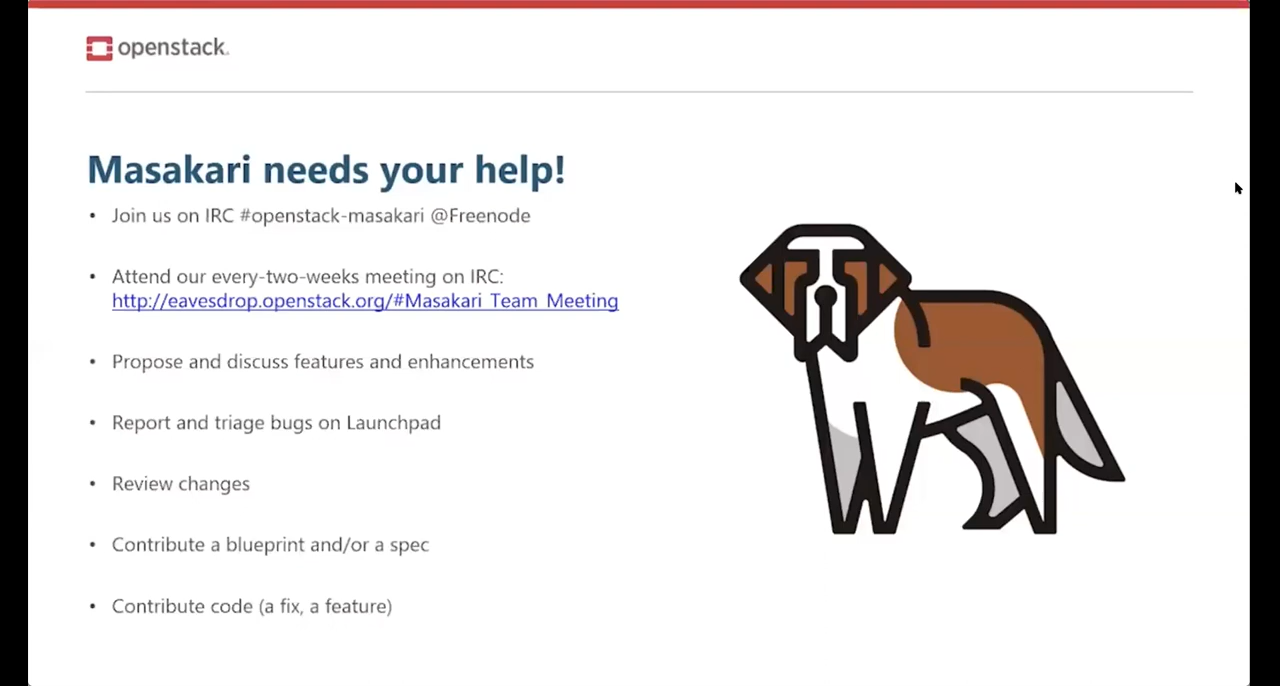 openstack.
Masakari needs your help!
• Join us on IRC #openstack-masakari @Freenode
• Attend our every-two-weeks meeting on IRC:
http://eavesdrop.openstack.org/#Masakari_Team_Meeting
• Propose and discuss features and enhancements
• Report and triage bugs on Launchpad
• Review changes
• Contribute a blueprint and/or a spec
• Contribute code (a fix, a feature)